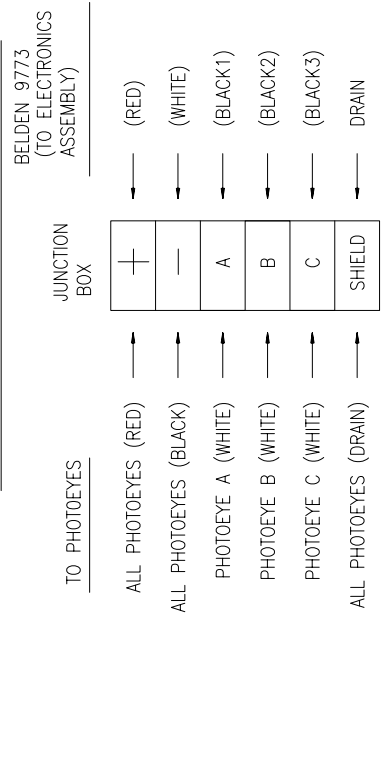 TO PHOTOEYES
JUNCTION
BOX
BELDEN 9773
(TO ELECTRONICS
ASSEMBLY)
ALL PHOTOEYES (RED)
+
(RED)
ALL PHOTOEYES (BLACK)
—
(WHITE)
PHOTOEYE A (WHITE)
A
(BLACK1)
PHOTOEYE B (WHITE)
B
(BLACK2)
PHOTOEYE C (WHITE)
C
(BLACK3)
ALL PHOTOEYES (DRAIN)
SHIELD
DRAIN